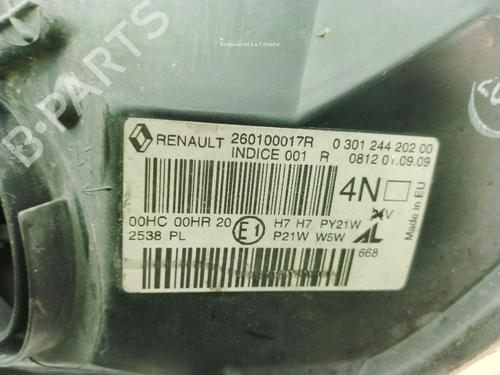 Desguaces La Cabaña
RENAULT 260100017R 0 301 244 202 00
INDICE 001 R 0812 01.09.09
4N
Made in EU
00HC 00HR 20 E1 H7 H7 PY21W V
2538 PL P21W W5W AL
668